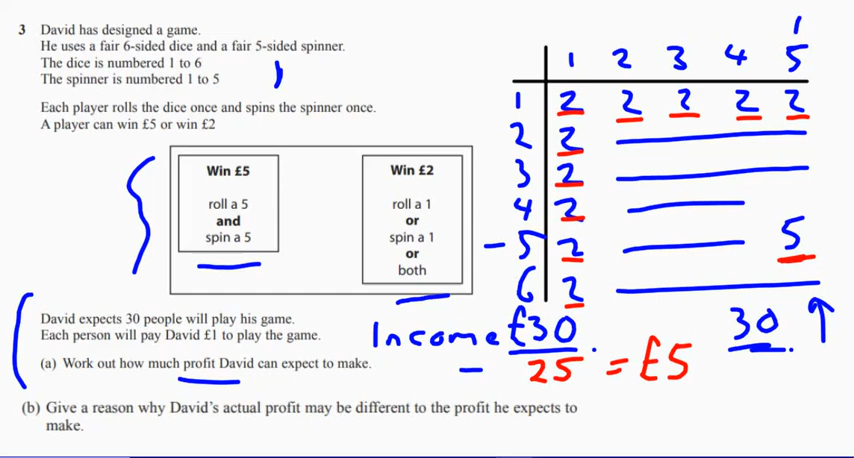 3 David has designed a game.
He uses a fair 6-sided dice and a fair 5-sided spinner.
The dice is numbered 1 to 6
The spinner is numbered 1 to 5
Each player rolls the dice once and spins the spinner once.
A player can win £5 or win £2
Win £5
roll a 5
and
spin a 5
Win £2
roll a 1
or
spin a 1
or
both
David expects 30 people will play his game.
Each person will pay David £1 to play the game.
(a) Work out how much profit David can expect to make.
(b) Give a reason why David's actual profit may be different to the profit he expects to
make.
1
1 2 3 4 5
1 2 2 2 2 2
2 2
3 2
4 2
5 2 5
6 2
Income £30
- 25 = £5
30